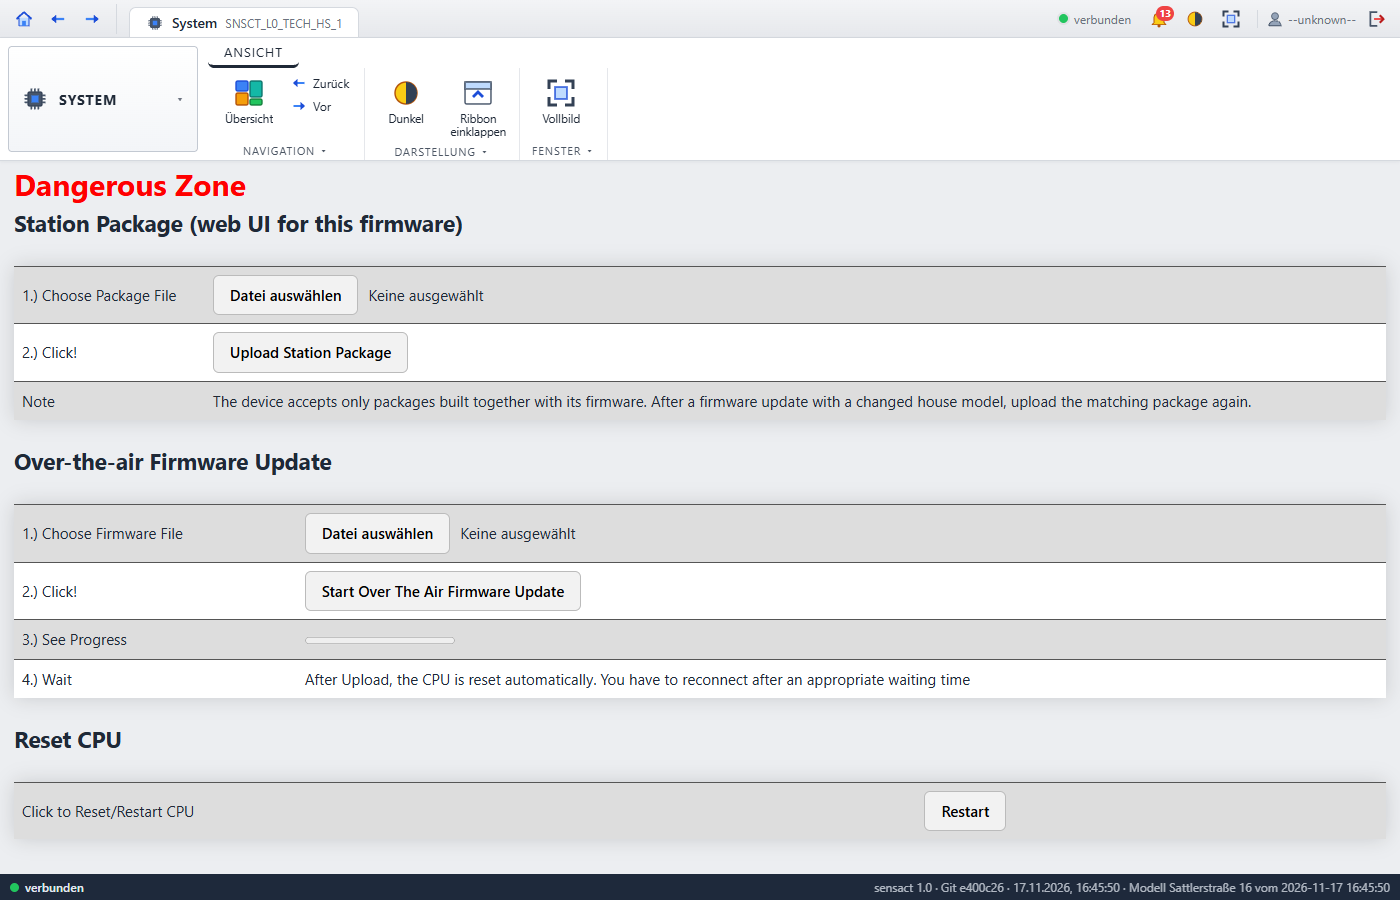 System SNSCT_L0_TECH_HS_1
verbunden
13
--unknown--
SYSTEM
ANSICHT
Übersicht
Zurück
Vor
NAVIGATION
Dunkel
Ribbon
einklappen
DARSTELLUNG
Vollbild
FENSTER
Dangerous Zone
Station Package (web UI for this firmware)
1.) Choose Package File Datei auswählen Keine ausgewählt
2.) Click! Upload Station Package
Note The device accepts only packages built together with its firmware. After a firmware update with a changed house model, upload the matching package again.
Over-the-air Firmware Update
1.) Choose Firmware File Datei auswählen Keine ausgewählt
2.) Click! Start Over The Air Firmware Update
3.) See Progress
4.) Wait After Upload, the CPU is reset automatically. You have to reconnect after an appropriate waiting time
Reset CPU
Click to Reset/Restart CPU Restart
verbunden sensact 1.0 · Git e400c26 · 17.11.2026, 16:45:50 · Modell Sattlerstraße 16 vom 2026-11-17 16:45:50